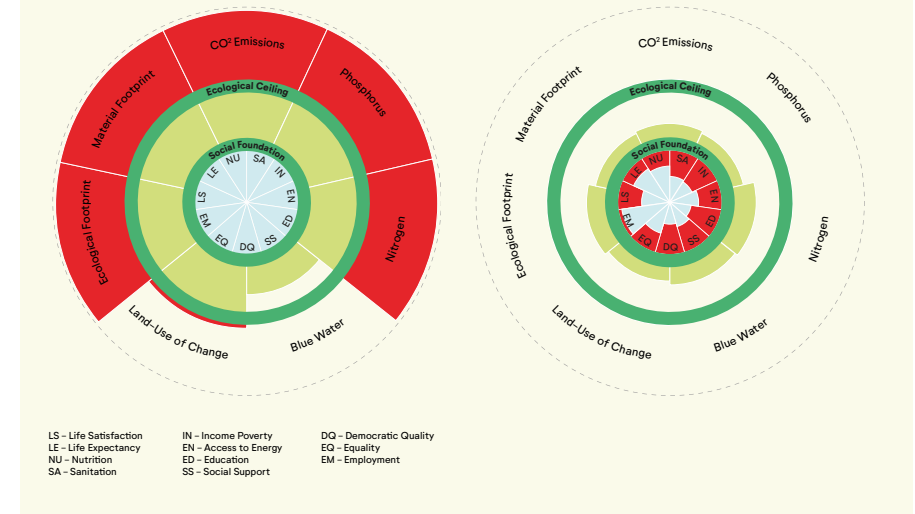 CO² Emissions
Phosphorus
Nitrogen
Blue Water
Land-Use of Change
Ecological Footprint
Material Footprint
Ecological Ceiling
Social Foundation
SA
IN
EN
ED
SS
DQ
EQ
EM
LS
LE
NU
CO² Emissions
Phosphorus
Nitrogen
Blue Water
Land-Use of Change
Ecological Footprint
Material Footprint
Ecological Ceiling
Social Foundation
SA
IN
EN
ED
SS
DQ
EQ
EM
LS
LE
NU
LS – Life Satisfaction
LE – Life Expectancy
NU – Nutrition
SA – Sanitation
IN – Income Poverty
EN – Access to Energy
ED – Education
SS – Social Support
DQ – Democratic Quality
EQ – Equality
EM – Employment